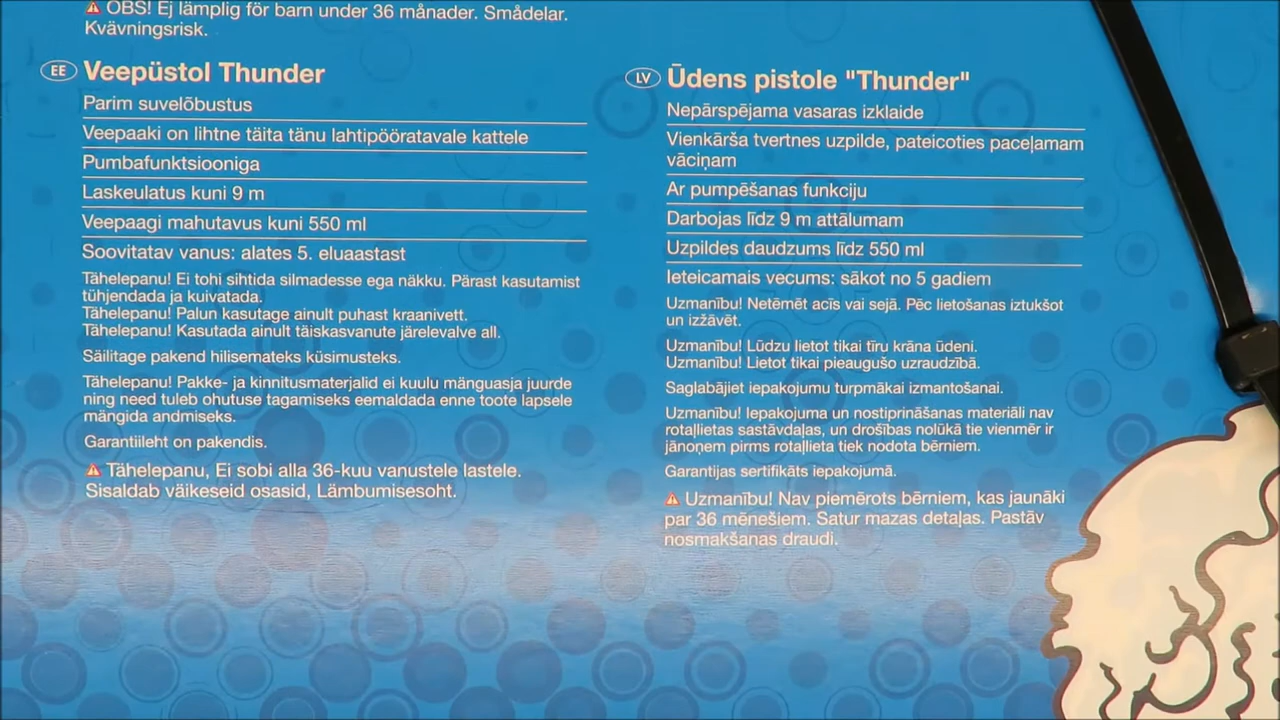 ⚠ OBS! Ej lämplig för barn under 36 månader. Smådelar.
Kvävningsrisk.
EE Veepüstol Thunder
Parim suvelõbustus
Veepaaki on lihtne täita tänu lahtipööratavale kattele
Pumbafunktsiooniga
Laskeulatus kuni 9 m
Veepaagi mahutavus kuni 550 ml
Soovitatav vanus: alates 5. eluaastast
Tähelepanu! Ei tohi sihtida silmadesse ega näkku. Pärast kasutamist
tühjendada ja kuivatada.
Tähelepanu! Palun kasutage ainult puhast kraanivett.
Tähelepanu! Kasutada ainult täiskasvanute järelevalve all.
Säilitage pakend hilisemateks küsimusteks.
Tähelepanu! Pakke- ja kinnitusmaterjalid ei kuulu mänguasja juurde
ning need tuleb ohutuse tagamiseks eemaldada enne toote lapsele
mängida andmiseks.
Garantiileht on pakendis.
⚠ Tähelepanu, Ei sobi alla 36-kuu vanustele lastele.
Sisaldab väikeseid osasid, Lämbumisesoht.
LV Ūdens pistole "Thunder"
Nepārspējama vasaras izklaide
Vienkārša tvertnes uzpilde, pateicoties paceļamam
vāciņam
Ar pumpēšanas funkciju
Darbojas līdz 9 m attālumam
Uzpildes daudzums līdz 550 ml
Ieteicamais vecums: sākot no 5 gadiem
Uzmanību! Netēmēt acīs vai sejā. Pēc lietošanas iztukšot
un izžāvēt.
Uzmanību! Lūdzu lietot tikai tīru krāna ūdeni.
Uzmanību! Lietot tikai pieaugušo uzraudzībā.
Saglabājiet iepakojumu turpmākai izmantošanai.
Uzmanību! Iepakojuma un nostiprināšanas materiāli nav
rotaļlietas sastāvdaļas, un drošības nolūkā tie vienmēr ir
jānoņem pirms rotaļlieta tiek nodota bērniem.
Garantijas sertifikāts iepakojumā.
⚠ Uzmanību! Nav piemērots bērniem, kas jaunāki
par 36 mēnešiem. Satur mazas detaļas. Pastāv
nosmakšanas draudi.